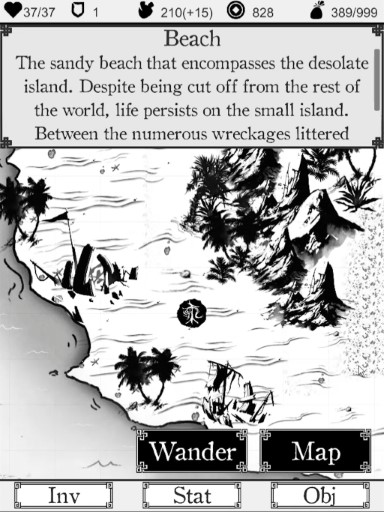 37/37 1 210(+15) 828 389/999
Beach
The sandy beach that encompasses the desolate
island. Despite being cut off from the rest of
the world, life persists on the small island.
Between the numerous wreckages littered
Wander Map
Inv Stat Obj